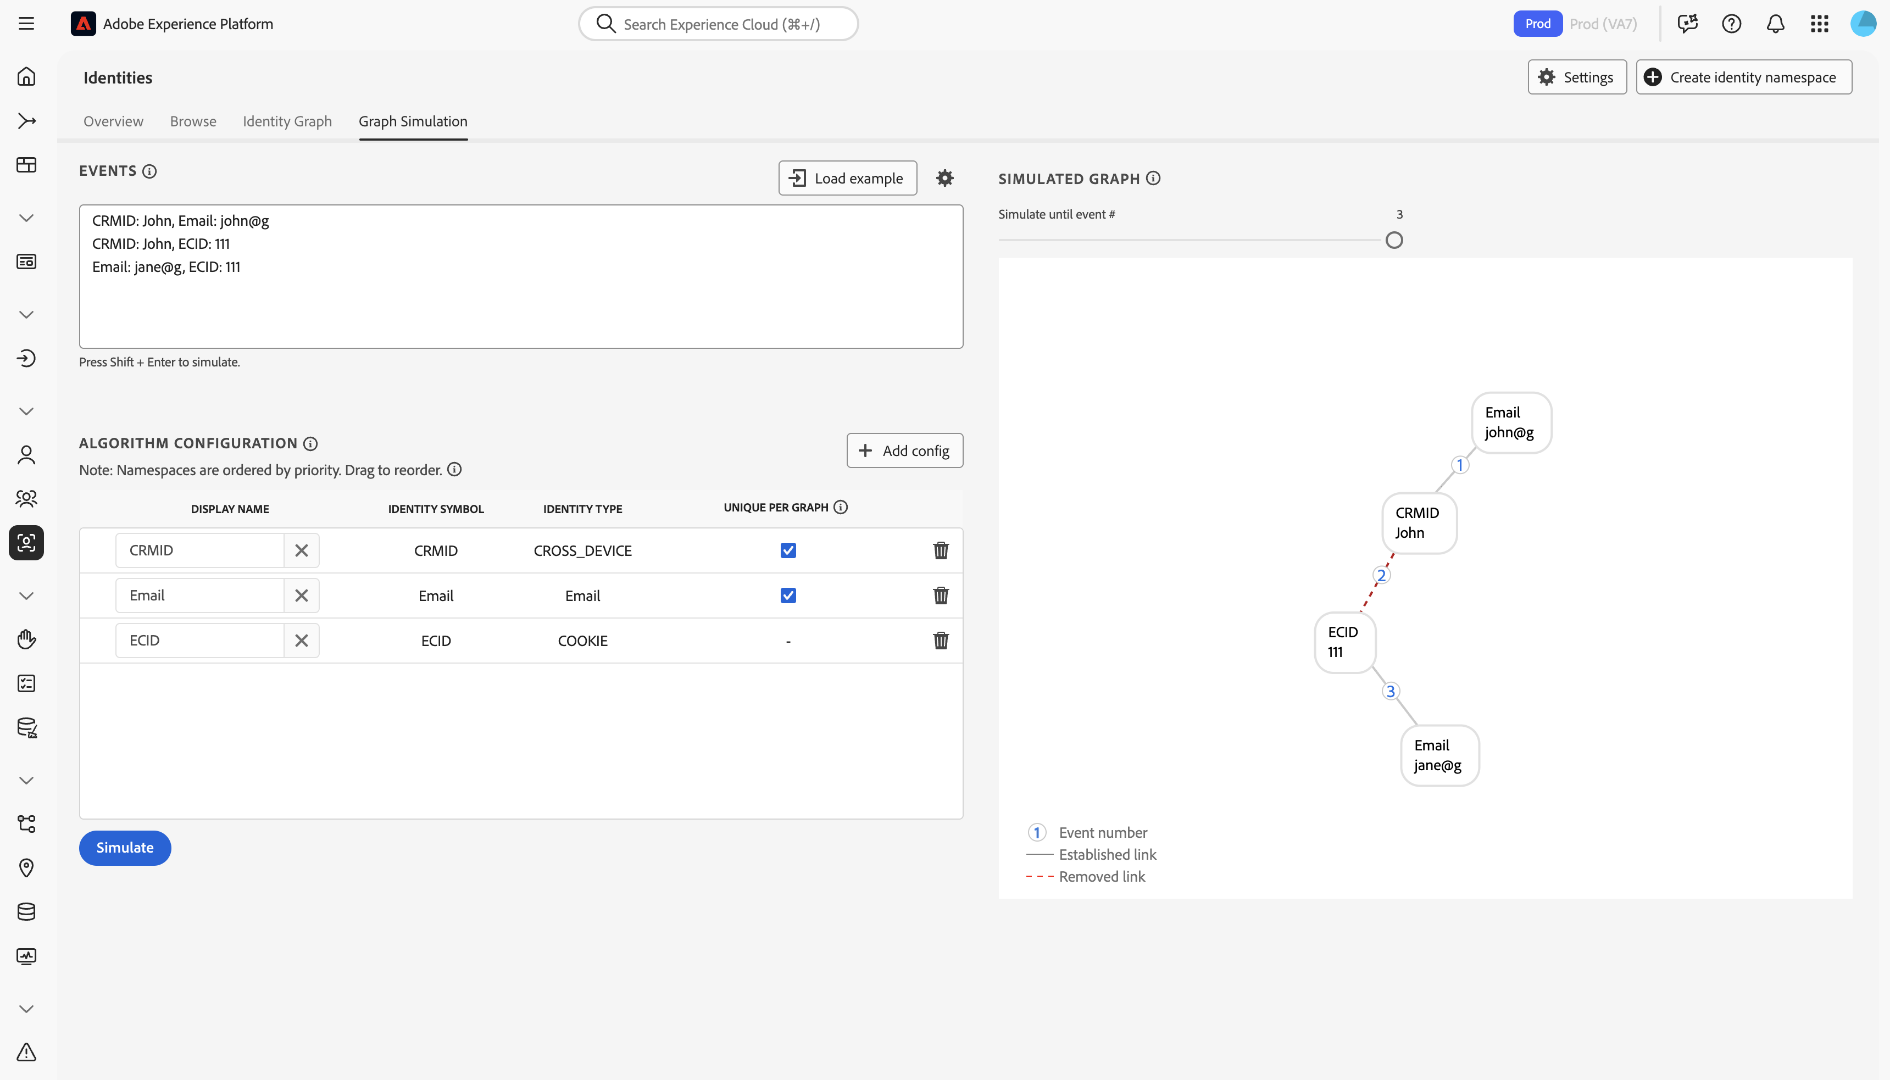 Adobe Experience Platform
Search Experience Cloud (⌘+/)
Prod
Prod (VA7)
Identities
Settings
Create identity namespace
Overview
Browse
Identity Graph
Graph Simulation
EVENTS
Load example
CRMID: John, Email: john@g
CRMID: John, ECID: 111
Email: jane@g, ECID: 111
Press Shift + Enter to simulate.
ALGORITHM CONFIGURATION
Note: Namespaces are ordered by priority. Drag to reorder.
Add config
DISPLAY NAME IDENTITY SYMBOL IDENTITY TYPE UNIQUE PER GRAPH
CRMID CRMID CROSS_DEVICE
Email Email Email
ECID ECID COOKIE -
Simulate
SIMULATED GRAPH
Simulate until event # 3
Email
john@g
1
CRMID
John
2
ECID
111
3
Email
jane@g
1 Event number
Established link
Removed link